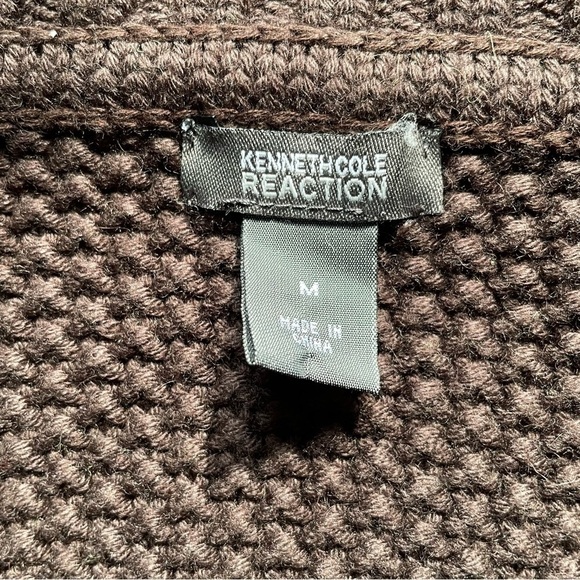 KENNETH COLE
REACTION
M
MADE IN
CHINA